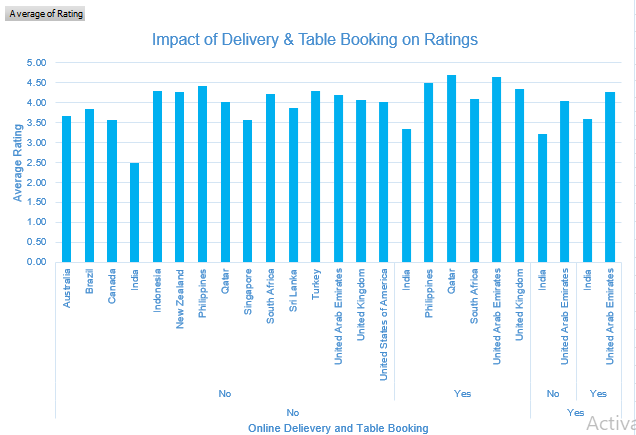 Average of Rating
Impact of Delivery & Table Booking on Ratings
5.00
4.50
4.00
3.50
3.00
2.50
2.00
1.50
1.00
0.50
0.00
Average Rating
Australia
Brazil
Canada
India
Indonesia
New Zealand
Philippines
Qatar
Singapore
South Africa
Sri Lanka
Turkey
United Arab Emirates
United Kingdom
United States of America
India
Philippines
Qatar
South Africa
United Arab Emirates
United Kingdom
India
United Arab Emirates
India
United Arab Emirates
No Yes No Yes
No Yes
Online Delievery and Table Booking
Activa